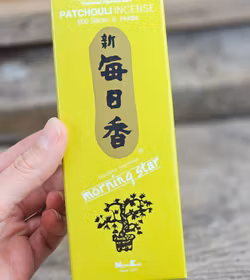 PATCHOULI INCENSE
200 Sticks & Holder
新
毎日香
morning star